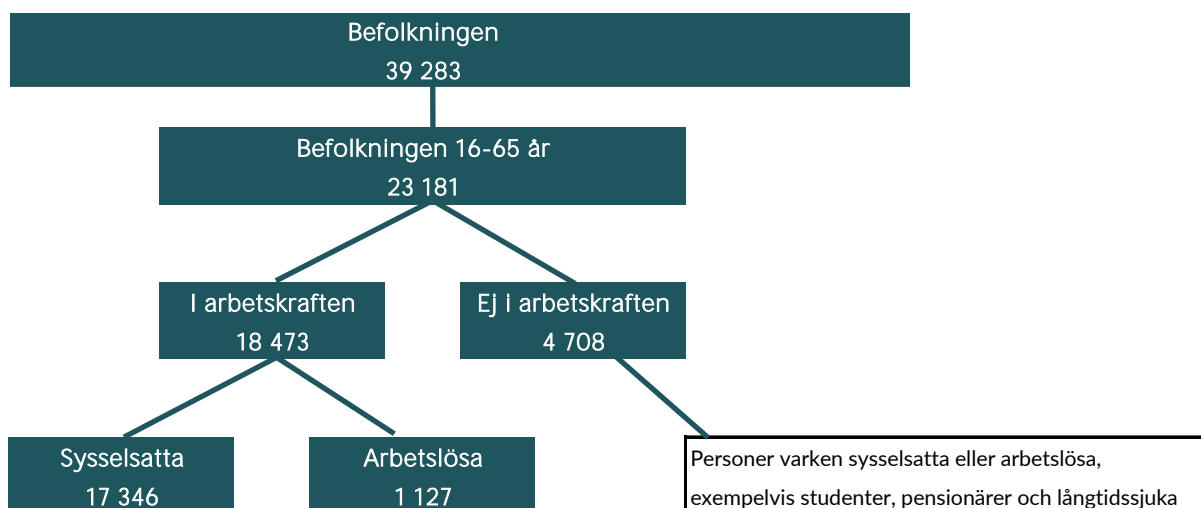 Befolkningen
39 283
Befolkningen 16-65 år
23 181
I arbetskraften
18 473
Ej i arbetskraften
4 708
Sysselsatta
17 346
Arbetslösa
1 127
Personer varken sysselsatta eller arbetslösa,
exempelvis studenter, pensionärer och långtidssjuka